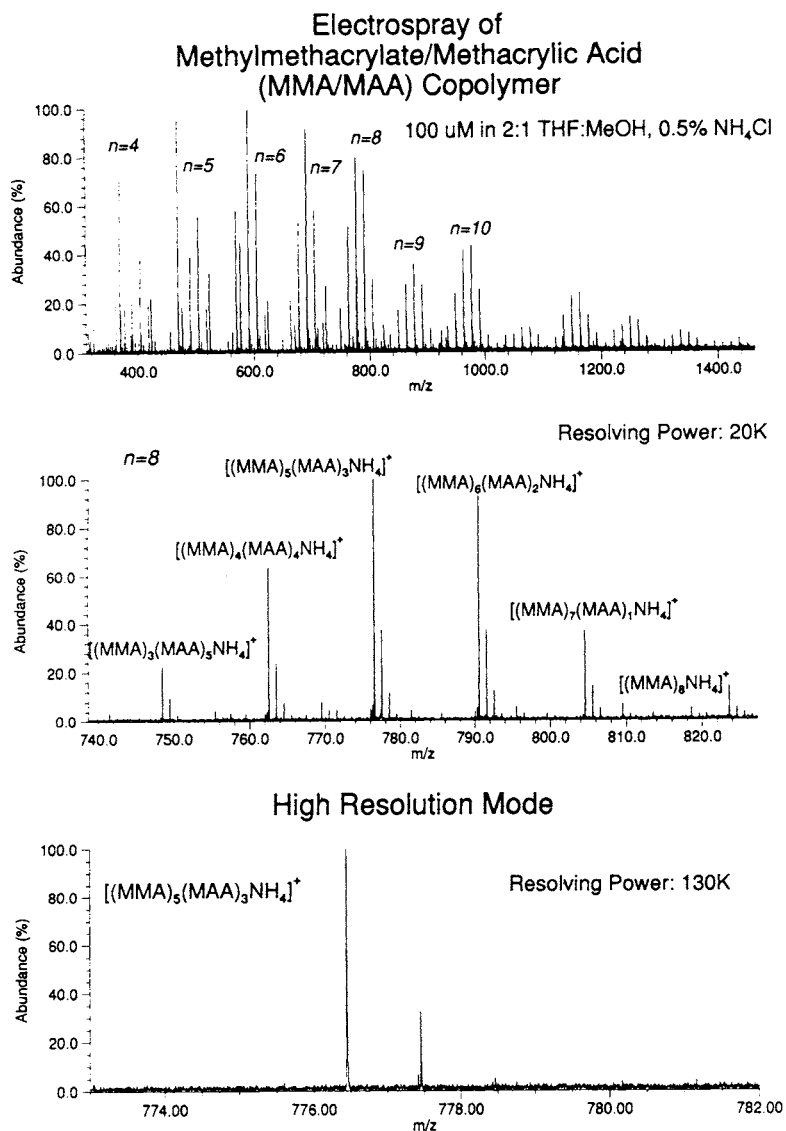 Electrospray of
Methylmethacrylate/Methacrylic Acid
(MMA/MAA) Copolymer
100 uM in 2:1 THF:MeOH, 0.5% NH₄Cl
n=4
n=5
n=6
n=7
n=8
n=9
n=10
Abundance (%)
100.0
80.0
60.0
40.0
20.0
0.0
400.0 600.0 800.0 1000.0 1200.0 1400.0
m/z
Resolving Power: 20K
n=8
[(MMA)₅(MAA)₃NH₄]⁺
[(MMA)₆(MAA)₂NH₄]⁺
[(MMA)₄(MAA)₄NH₄]⁺
[(MMA)₇(MAA)₁NH₄]⁺
[(MMA)₃(MAA)₅NH₄]⁺
[(MMA)₈NH₄]⁺
Abundance (%)
100.0
80.0
60.0
40.0
20.0
0.0
740.0 750.0 760.0 770.0 780.0 790.0 800.0 810.0 820.0
m/z
High Resolution Mode
[(MMA)₅(MAA)₃NH₄]⁺
Resolving Power: 130K
Abundance (%)
100.0
80.0
60.0
40.0
20.0
0.0
774.00 776.00 778.00 780.00 782.00
m/z